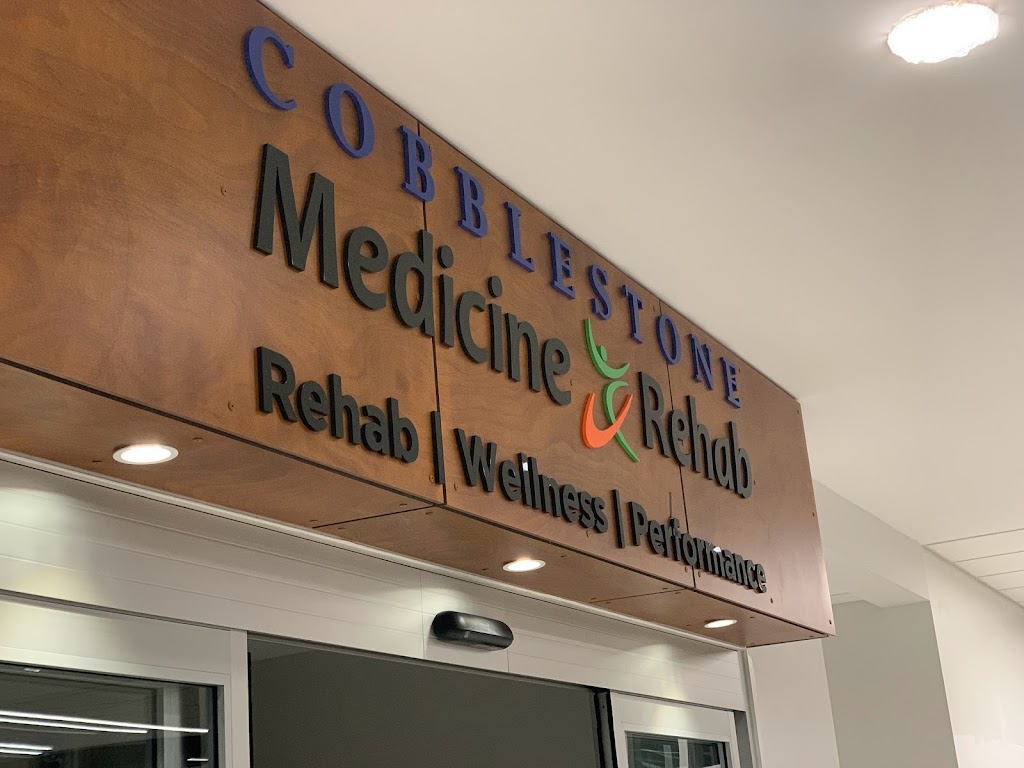 COBBLESTONE
Medicine & Rehab
Rehab | Wellness | Performance